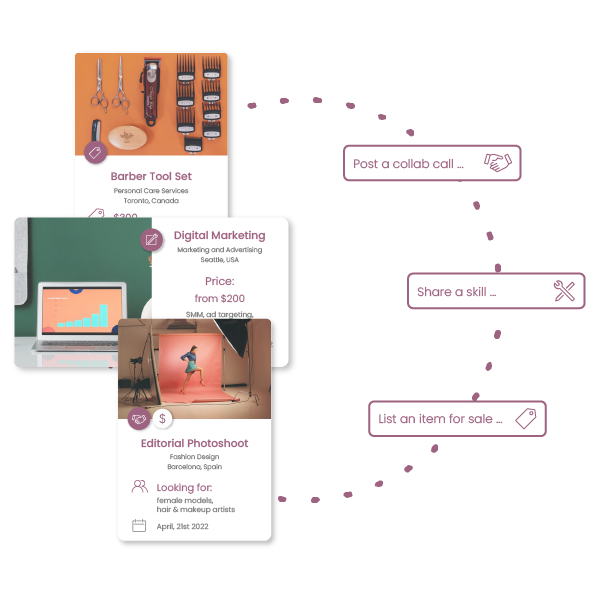 Barber Tool Set
Personal Care Services
Toronto, Canada
$300
Digital Marketing
Marketing and Advertising
Seattle, USA
Price:
from $200
SMM, ad targeting,
$
Editorial Photoshoot
Fashion Design
Barcelona, Spain
Looking for:
female models,
hair & makeup artists
April, 21st 2022
Post a collab call ...
Share a skill ...
List an item for sale ...